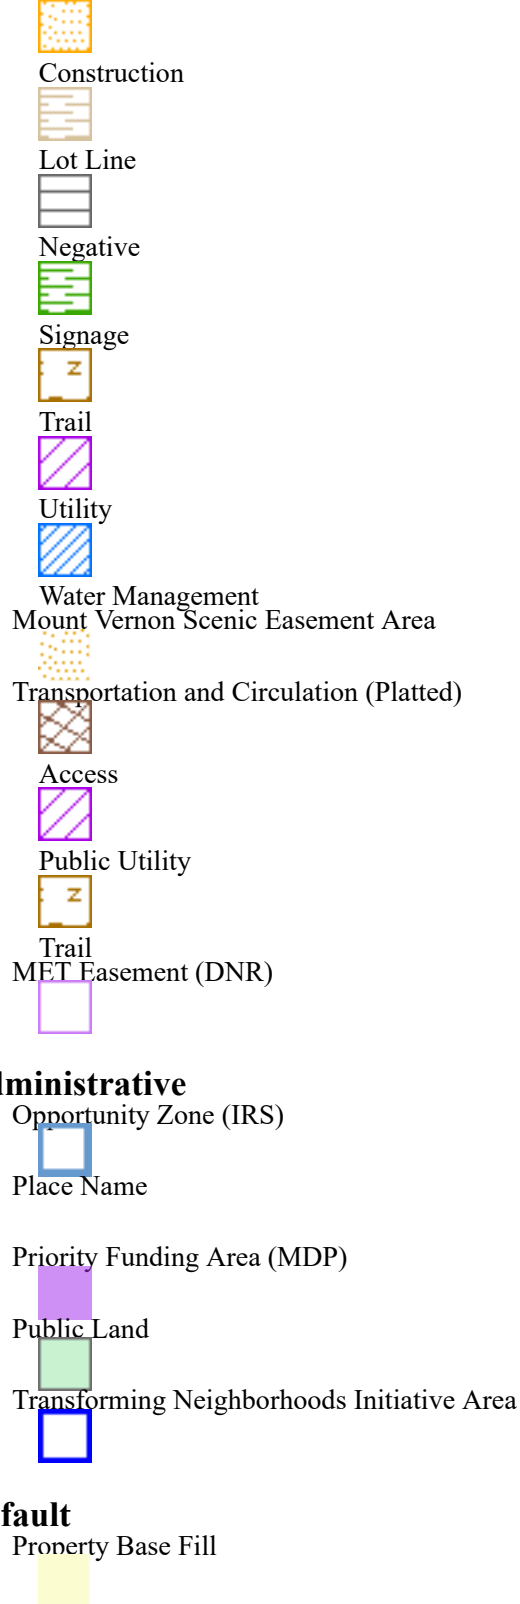 Construction
Lot Line
Negative
Signage
Trail
Utility
Water Management
Mount Vernon Scenic Easement Area
Transportation and Circulation (Platted)
Access
Public Utility
Trail
MET Easement (DNR)
dministrative
Opportunity Zone (IRS)
Place Name
Priority Funding Area (MDP)
Public Land
Transforming Neighborhoods Initiative Area
fault
Property Base Fill